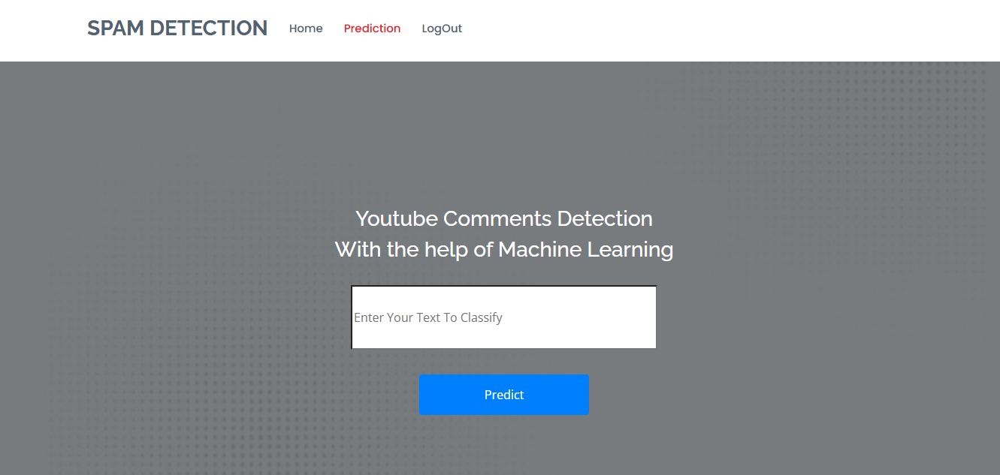 SPAM DETECTION Home Prediction LogOut
Youtube Comments Detection
With the help of Machine Learning
Enter Your Text To Classify
Predict